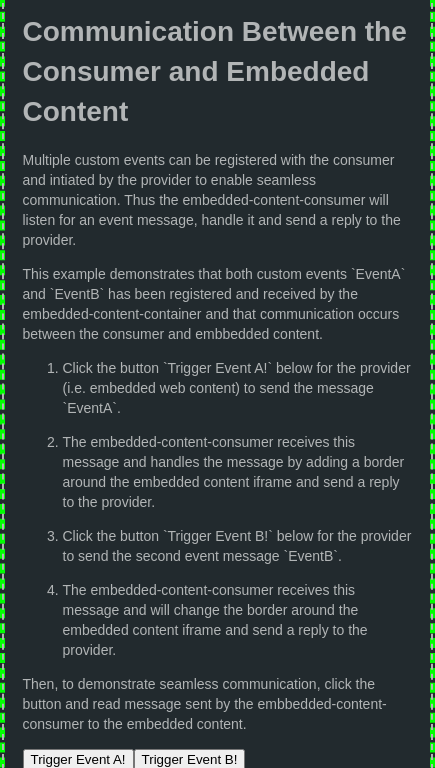 Communication Between the
Consumer and Embedded
Content
Multiple custom events can be registered with the consumer
and intiated by the provider to enable seamless
communication. Thus the embedded-content-consumer will
listen for an event message, handle it and send a reply to the
provider.
This example demonstrates that both custom events `EventA`
and `EventB` has been registered and received by the
embedded-content-container and that communication occurs
between the consumer and embbedded content.
1. Click the button `Trigger Event A!` below for the provider
(i.e. embedded web content) to send the message
`EventA`.
2. The embedded-content-consumer receives this
message and handles the message by adding a border
around the embedded content iframe and send a reply
to the provider.
3. Click the button `Trigger Event B!` below for the provider
to send the second event message `EventB`.
4. The embedded-content-consumer receives this
message and will change the border around the
embedded content iframe and send a reply to the
provider.
Then, to demonstrate seamless communication, click the
button and read message sent by the embbedded-content-
consumer to the embedded content.
Trigger Event A! Trigger Event B!